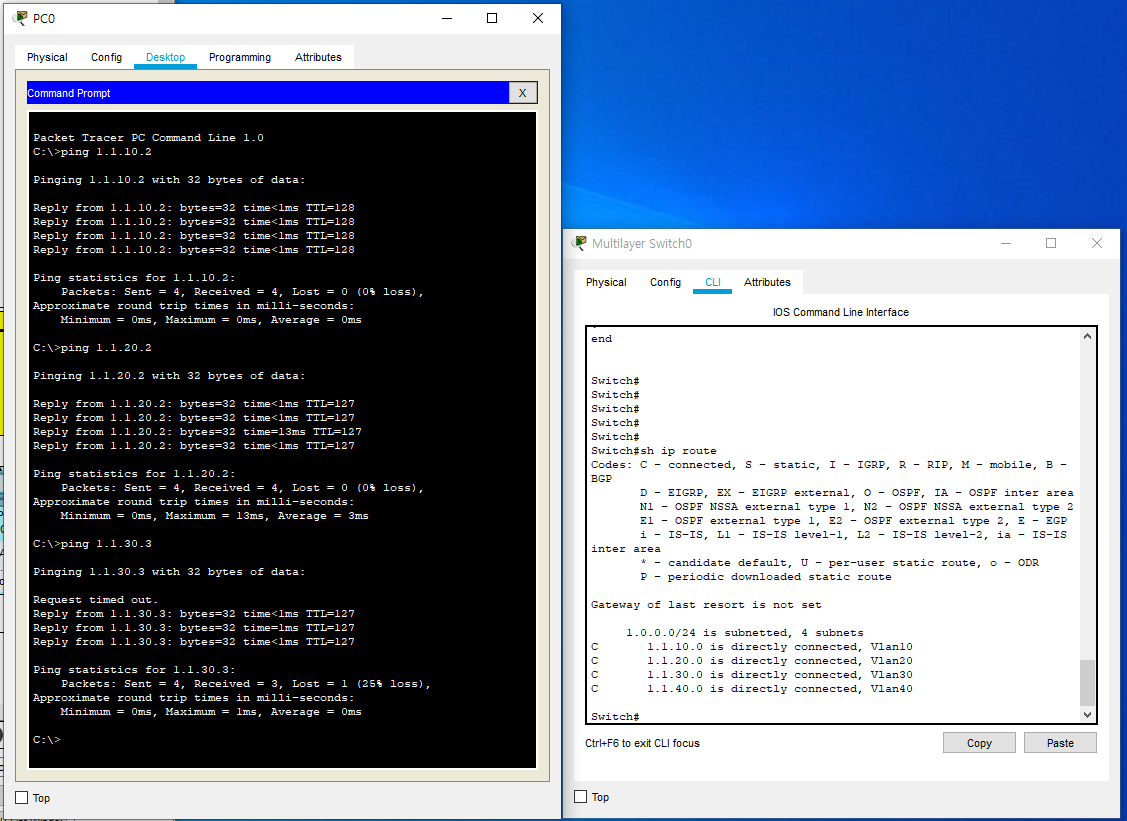 PC0
Physical Config Desktop Programming Attributes
Command Prompt X
Packet Tracer PC Command Line 1.0
C:\>ping 1.1.10.2
Pinging 1.1.10.2 with 32 bytes of data:
Reply from 1.1.10.2: bytes=32 time<1ms TTL=128
Reply from 1.1.10.2: bytes=32 time<1ms TTL=128
Reply from 1.1.10.2: bytes=32 time<1ms TTL=128
Reply from 1.1.10.2: bytes=32 time<1ms TTL=128
Ping statistics for 1.1.10.2:
Packets: Sent = 4, Received = 4, Lost = 0 (0% loss),
Approximate round trip times in milli-seconds:
Minimum = 0ms, Maximum = 0ms, Average = 0ms
C:\>ping 1.1.20.2
Pinging 1.1.20.2 with 32 bytes of data:
Reply from 1.1.20.2: bytes=32 time<1ms TTL=127
Reply from 1.1.20.2: bytes=32 time<1ms TTL=127
Reply from 1.1.20.2: bytes=32 time=13ms TTL=127
Reply from 1.1.20.2: bytes=32 time<1ms TTL=127
Ping statistics for 1.1.20.2:
Packets: Sent = 4, Received = 4, Lost = 0 (0% loss),
Approximate round trip times in milli-seconds:
Minimum = 0ms, Maximum = 13ms, Average = 3ms
C:\>ping 1.1.30.3
Pinging 1.1.30.3 with 32 bytes of data:
Request timed out.
Reply from 1.1.30.3: bytes=32 time<1ms TTL=127
Reply from 1.1.30.3: bytes=32 time=1ms TTL=127
Reply from 1.1.30.3: bytes=32 time<1ms TTL=127
Ping statistics for 1.1.30.3:
Packets: Sent = 4, Received = 3, Lost = 1 (25% loss),
Approximate round trip times in milli-seconds:
Minimum = 0ms, Maximum = 1ms, Average = 0ms
C:\>
Top
Multilayer Switch0
Physical Config CLI Attributes
IOS Command Line Interface
end
Switch#
Switch#
Switch#
Switch#
Switch#
Switch#sh ip route
Codes: C - connected, S - static, I - IGRP, R - RIP, M - mobile, B -
BGP
D - EIGRP, EX - EIGRP external, O - OSPF, IA - OSPF inter area
N1 - OSPF NSSA external type 1, N2 - OSPF NSSA external type 2
E1 - OSPF external type 1, E2 - OSPF external type 2, E - EGP
i - IS-IS, L1 - IS-IS level-1, L2 - IS-IS level-2, ia - IS-IS
inter area
* - candidate default, U - per-user static route, o - ODR
P - periodic downloaded static route
Gateway of last resort is not set
1.0.0.0/24 is subnetted, 4 subnets
C 1.1.10.0 is directly connected, Vlan10
C 1.1.20.0 is directly connected, Vlan20
C 1.1.30.0 is directly connected, Vlan30
C 1.1.40.0 is directly connected, Vlan40
Switch#
Ctrl+F6 to exit CLI focus
Copy Paste
Top